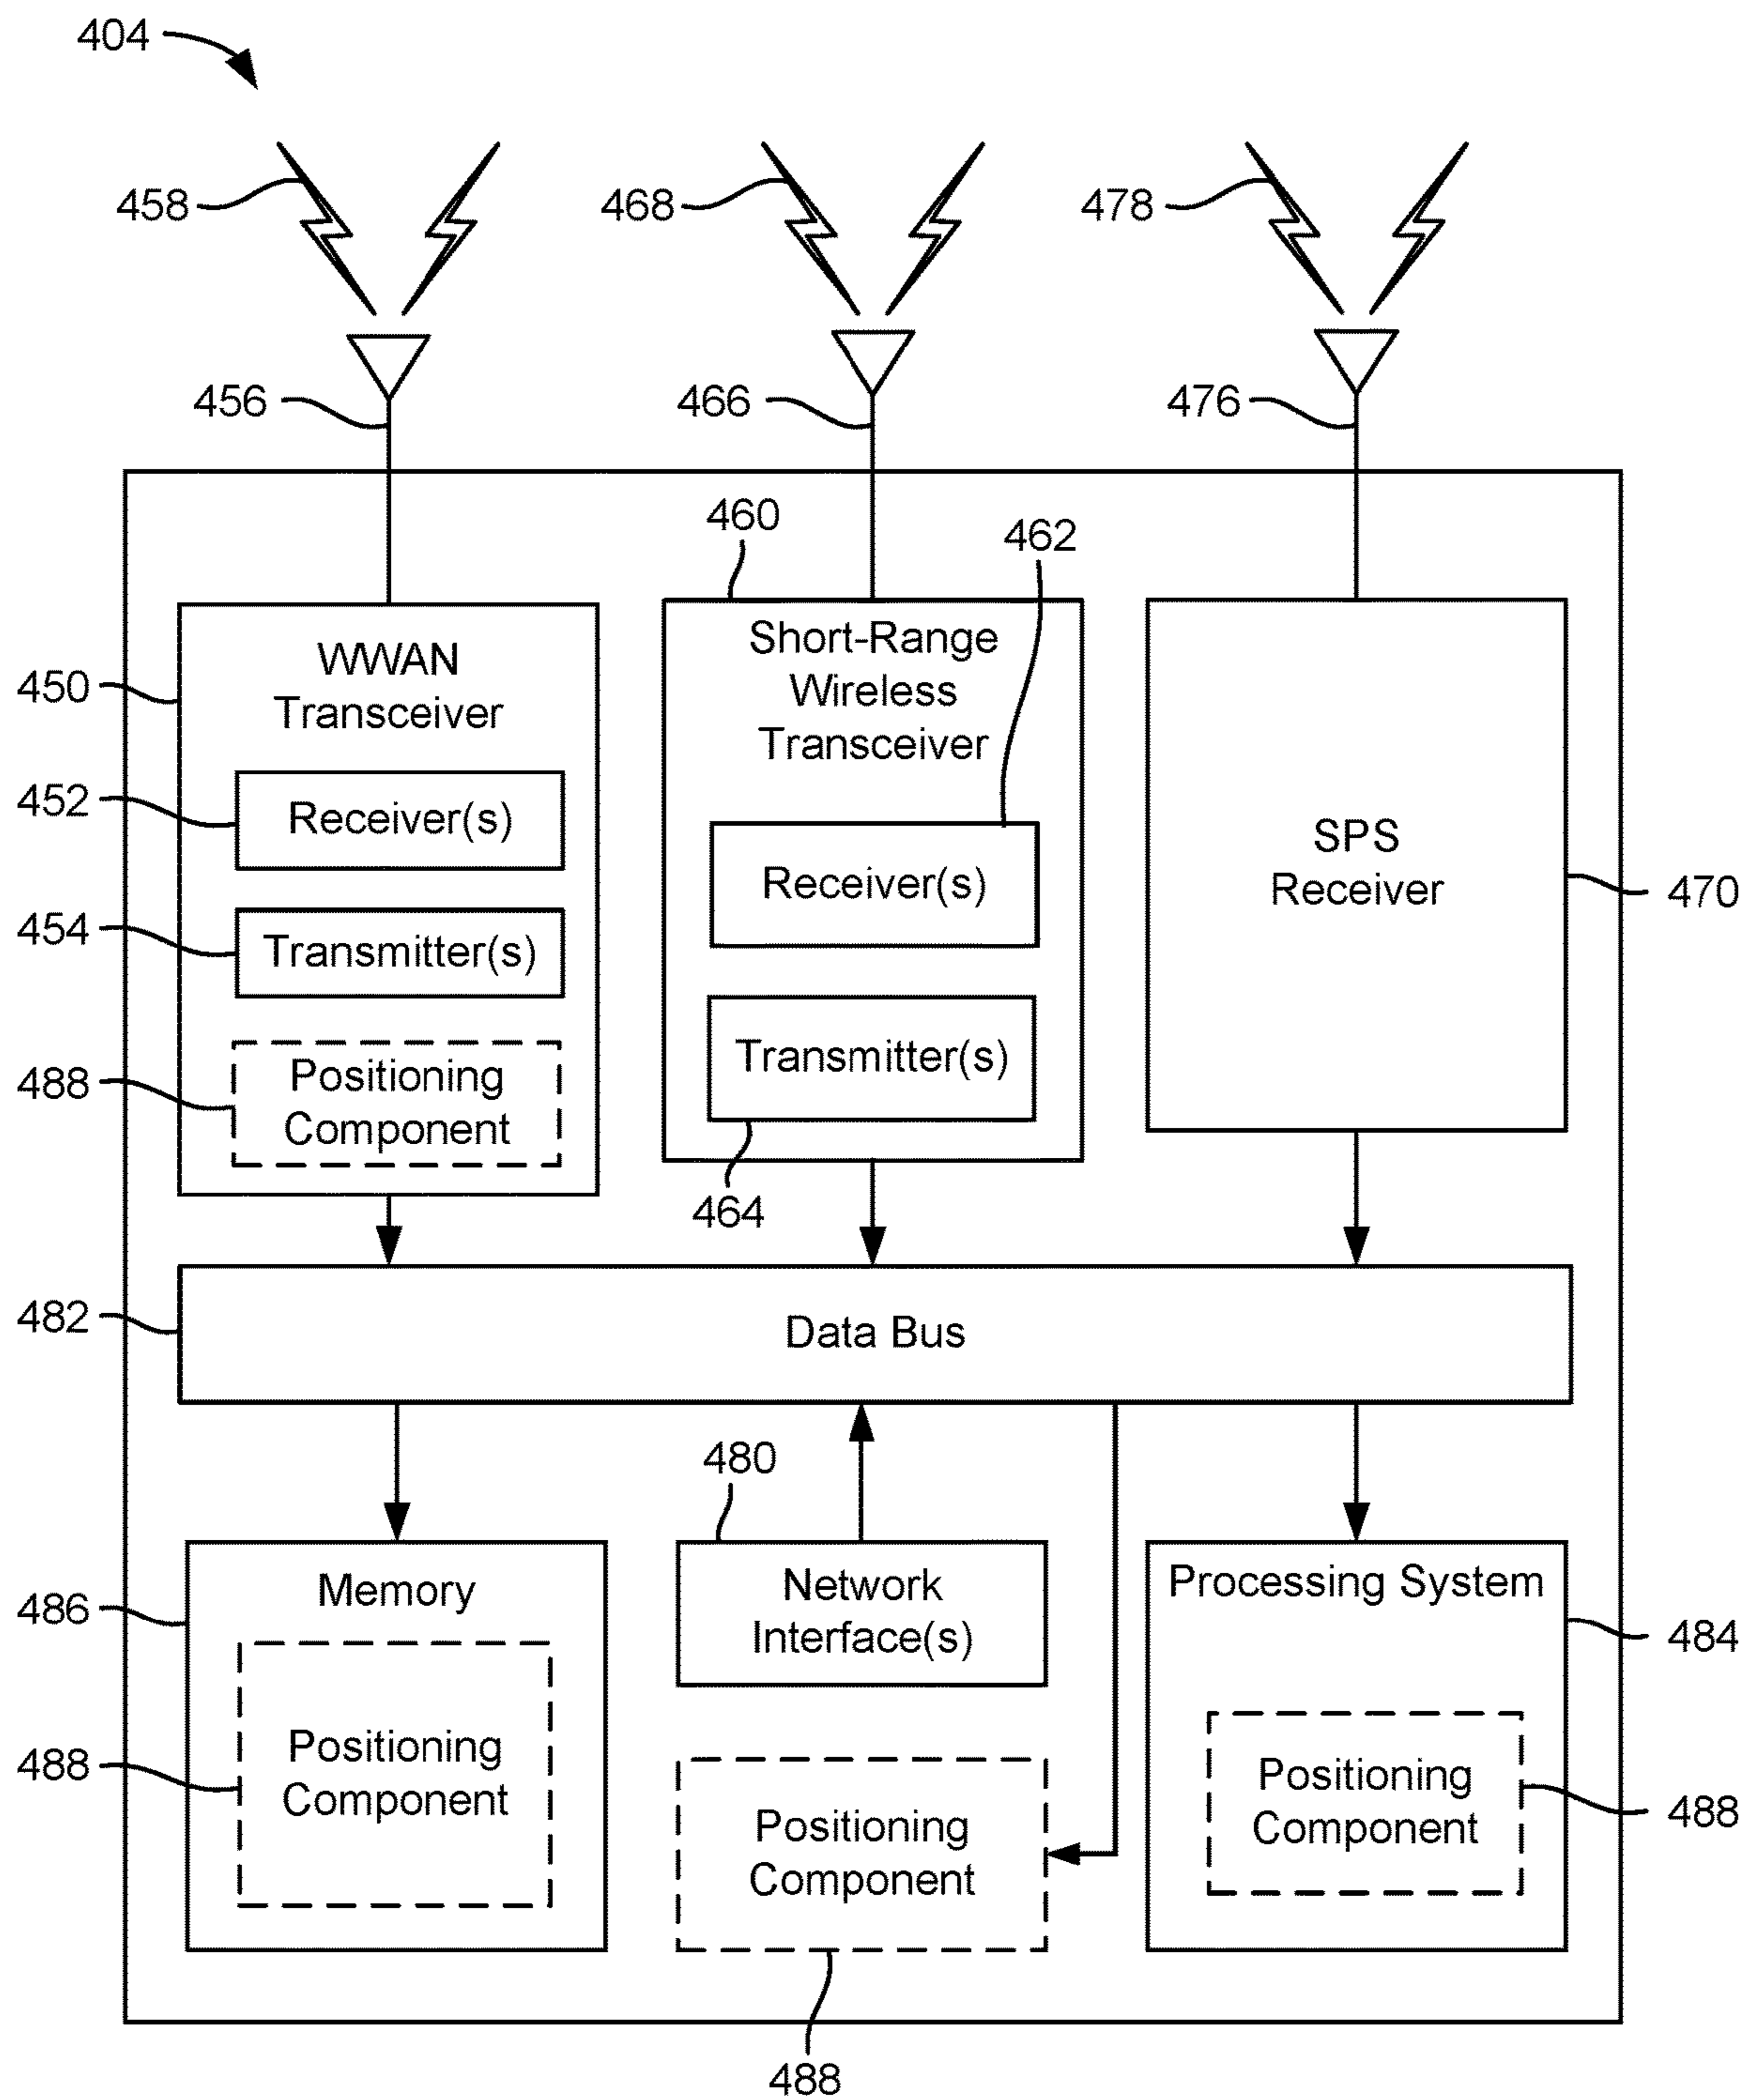 404
458
468
478
456
466
476
460
462
WWAN
Transceiver
Short-Range
Wireless
Transceiver
450
452
Receiver(s)
Receiver(s)
SPS
Receiver
470
454
Transmitter(s)
Transmitter(s)
488
Positioning
Component
464
482
Data Bus
480
Memory
Network
Interface(s)
Processing System
486
484
488
Positioning
Component
Positioning
Component
Positioning
Component
488
488